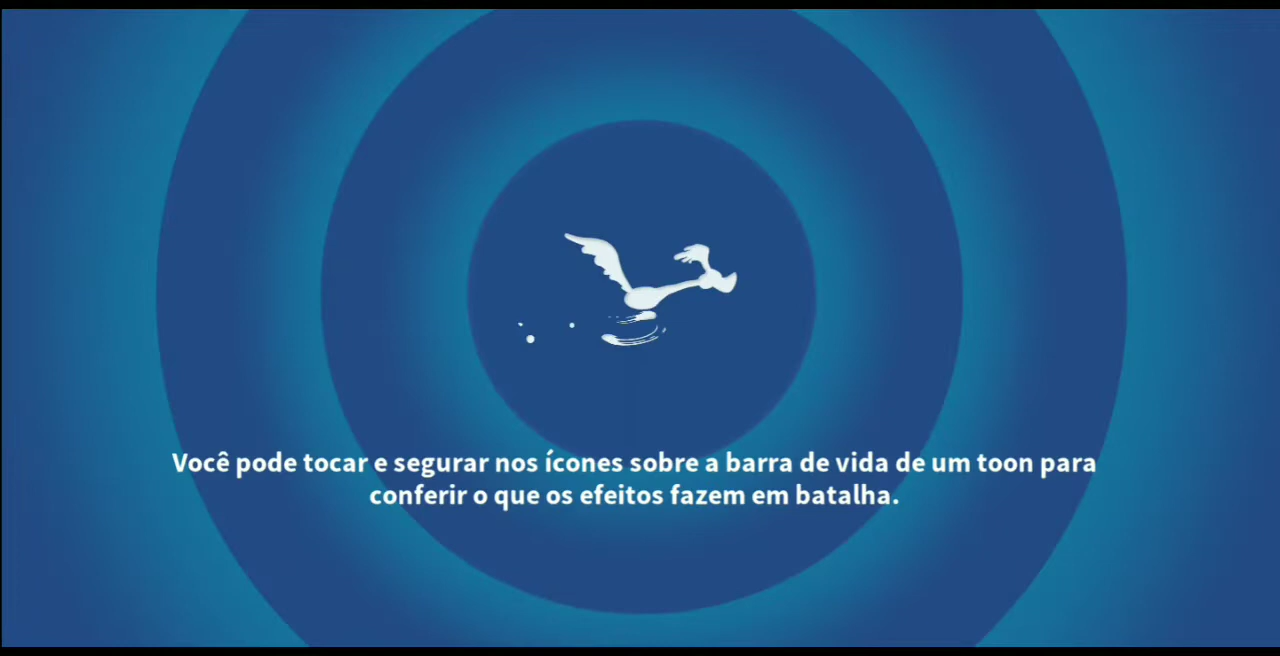 Você pode tocar e segurar nos ícones sobre a barra de vida de um toon para
conferir o que os efeitos fazem em batalha.